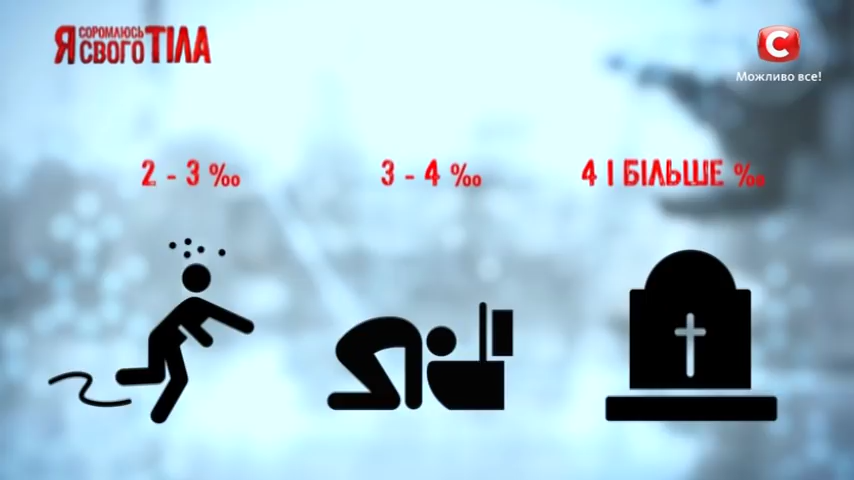 Я СОРОМЛЮСЬ СВОГО ТІЛА
Можливо все!
2 - 3 ‰
3 - 4 ‰
4 І БІЛЬШЕ ‰